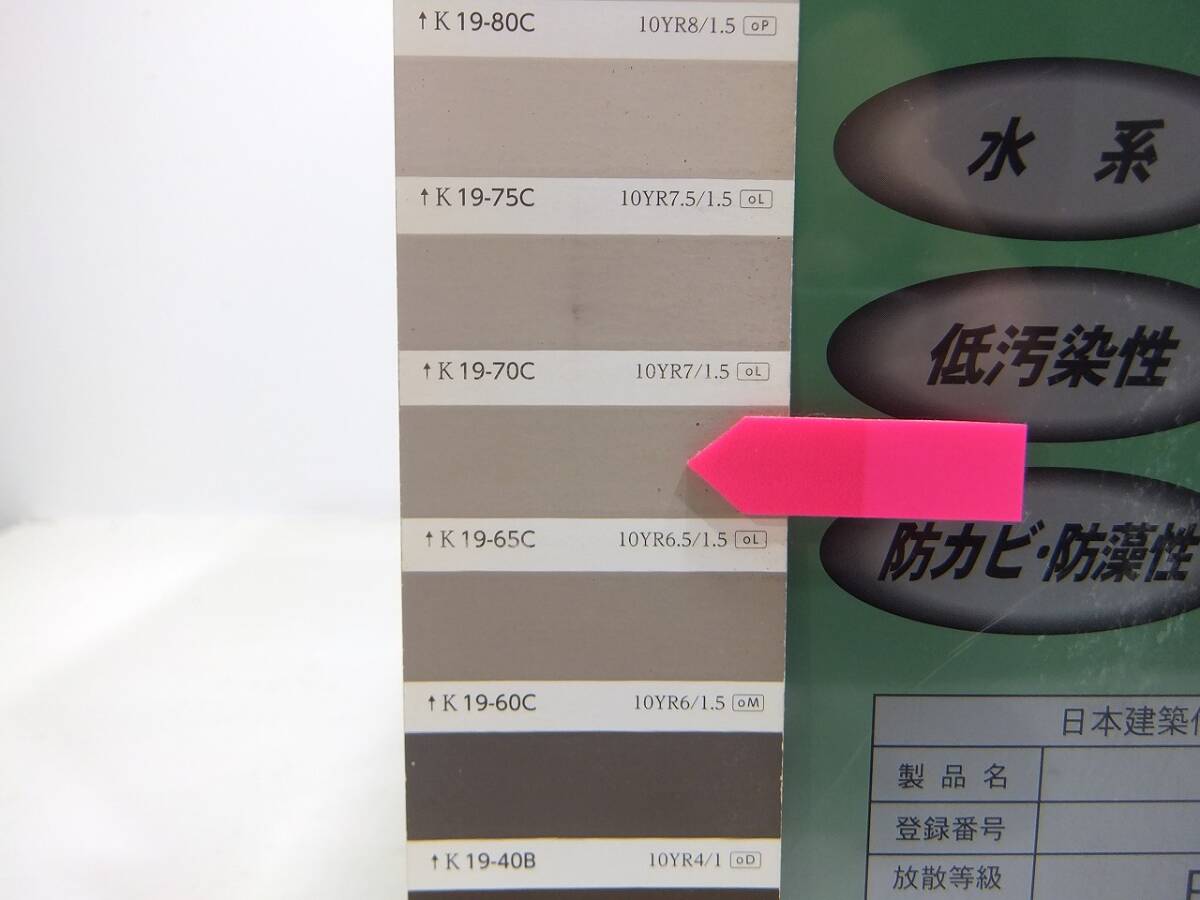 ↑K 19-80C 10YR8/1.5 oP
↑K 19-75C 10YR7.5/1.5 oL
↑K 19-70C 10YR7/1.5 oL
↑K 19-65C 10YR6.5/1.5 oL
↑K 19-60C 10YR6/1.5 oM
↑K 19-40B 10YR4/1 oD
水系
低汚染性
防カビ・防藻性
日本建築
製品名
登録番号
放散等級